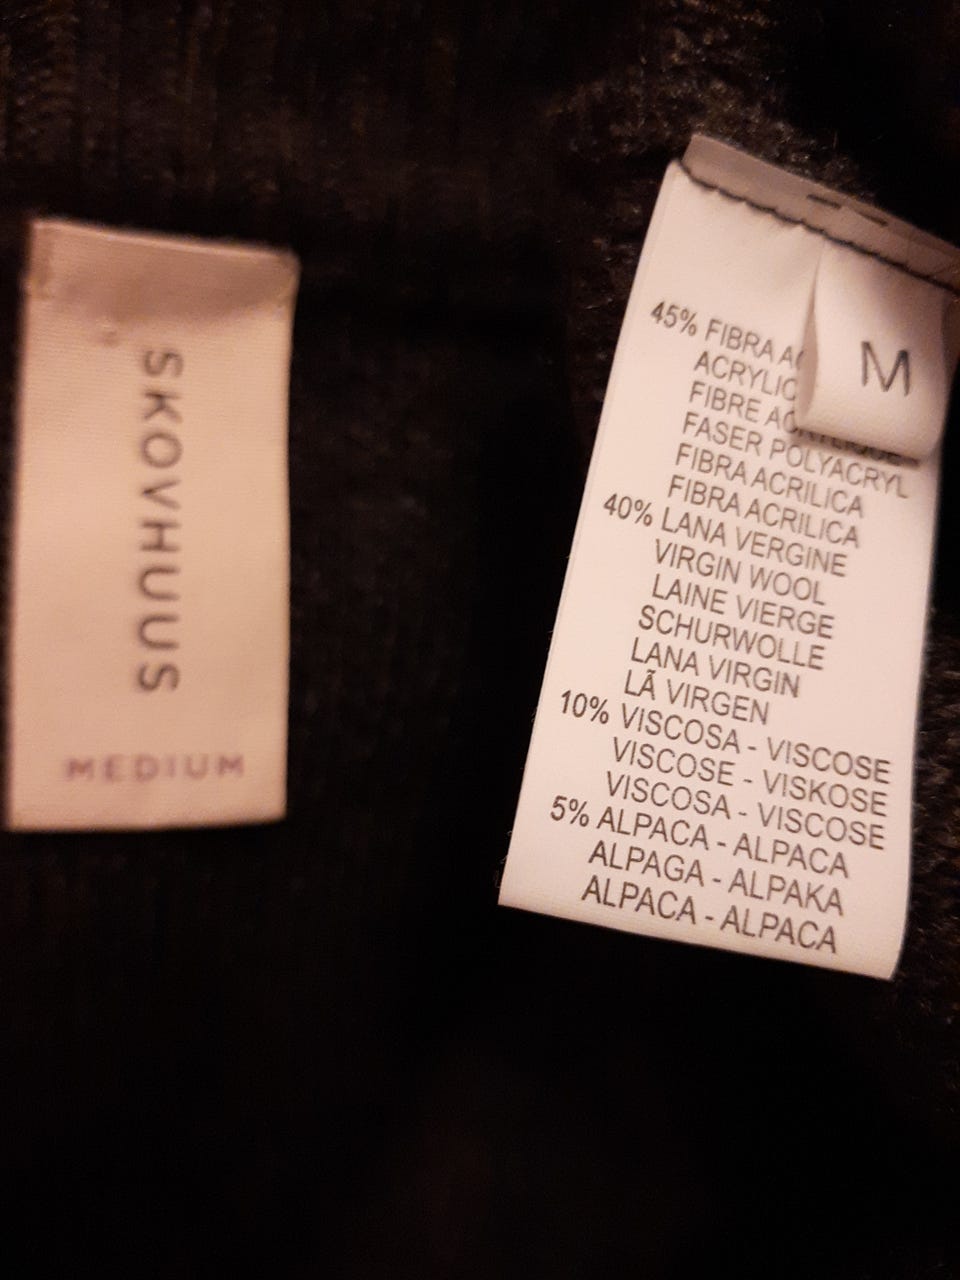 SKOVHUUS
MEDIUM
M
45% FIBRA
ACRYLIC
FIBRE
FASER POLYACRYL
FIBRA ACRILICA
FIBRA ACRILICA
40% LANA VERGINE
VIRGIN WOOL
LAINE VIERGE
SCHURWOLLE
LANA VIRGIN
LÃ VIRGEN
10% VISCOSA - VISCOSE
VISCOSE - VISKOSE
VISCOSA - VISCOSE
5% ALPACA - ALPACA
ALPAGA - ALPAKA
ALPACA - ALPACA